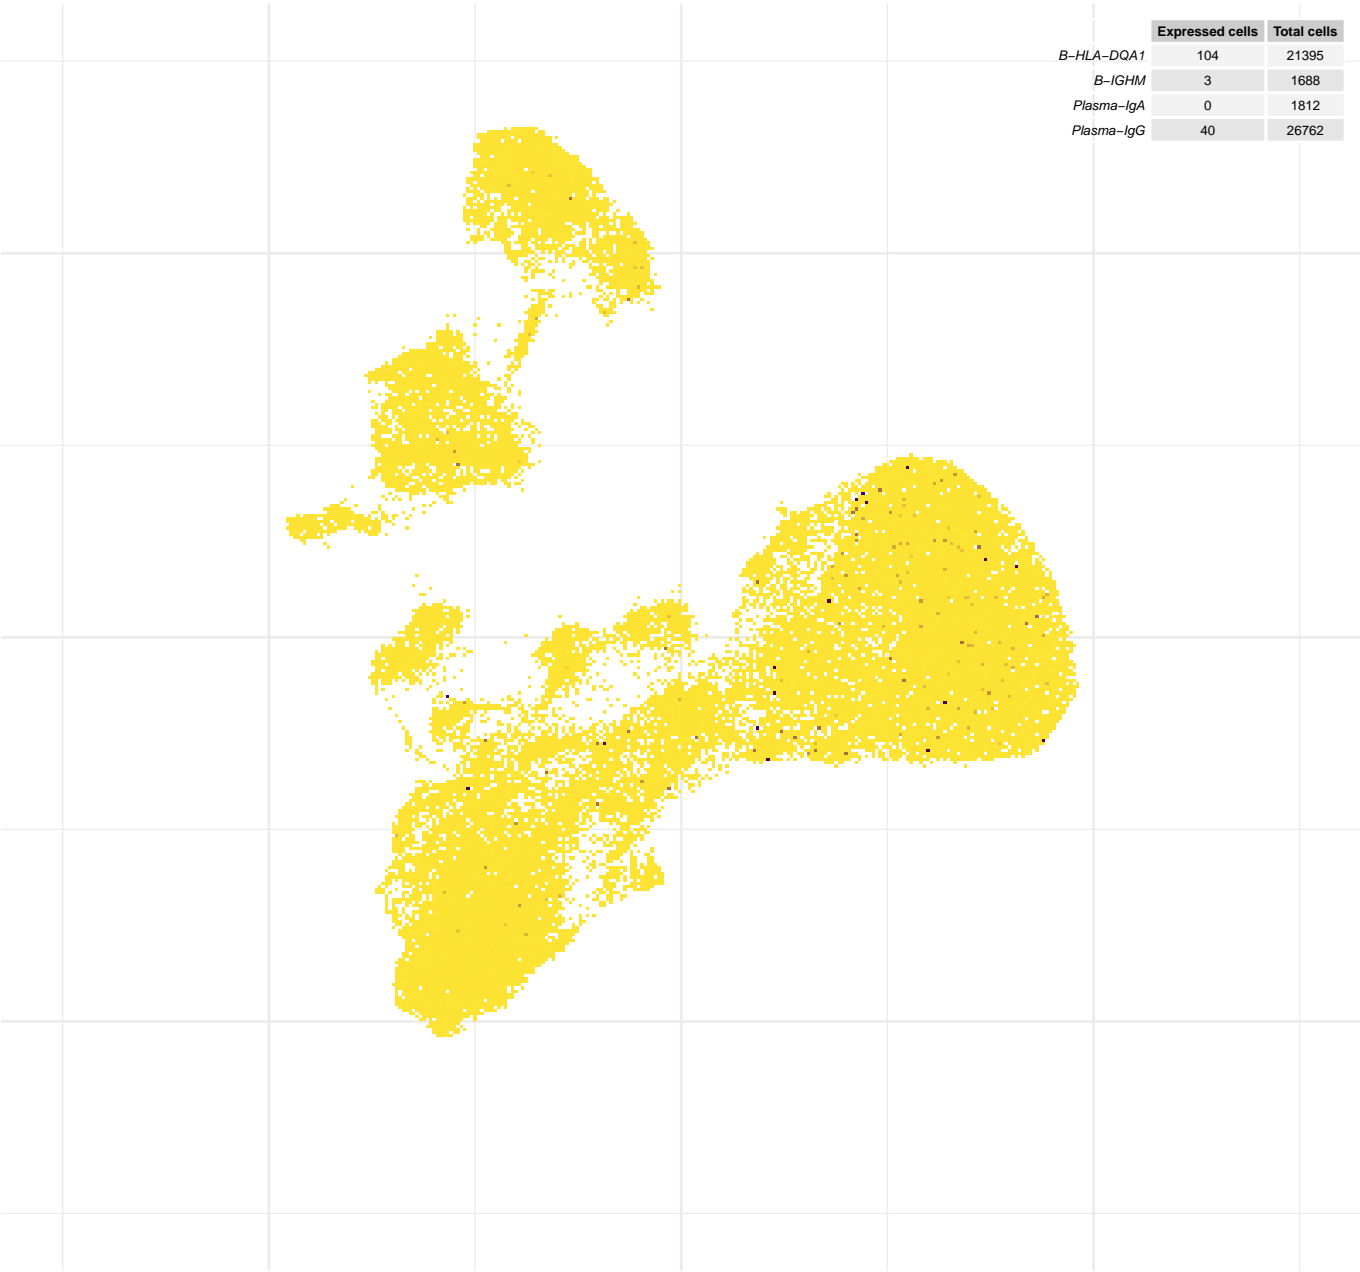 Expressed cells Total cells
B−HLA−DQA1 104 21395
B−IGHM 3 1688
Plasma−IgA 0 1812
Plasma−IgG 40 26762